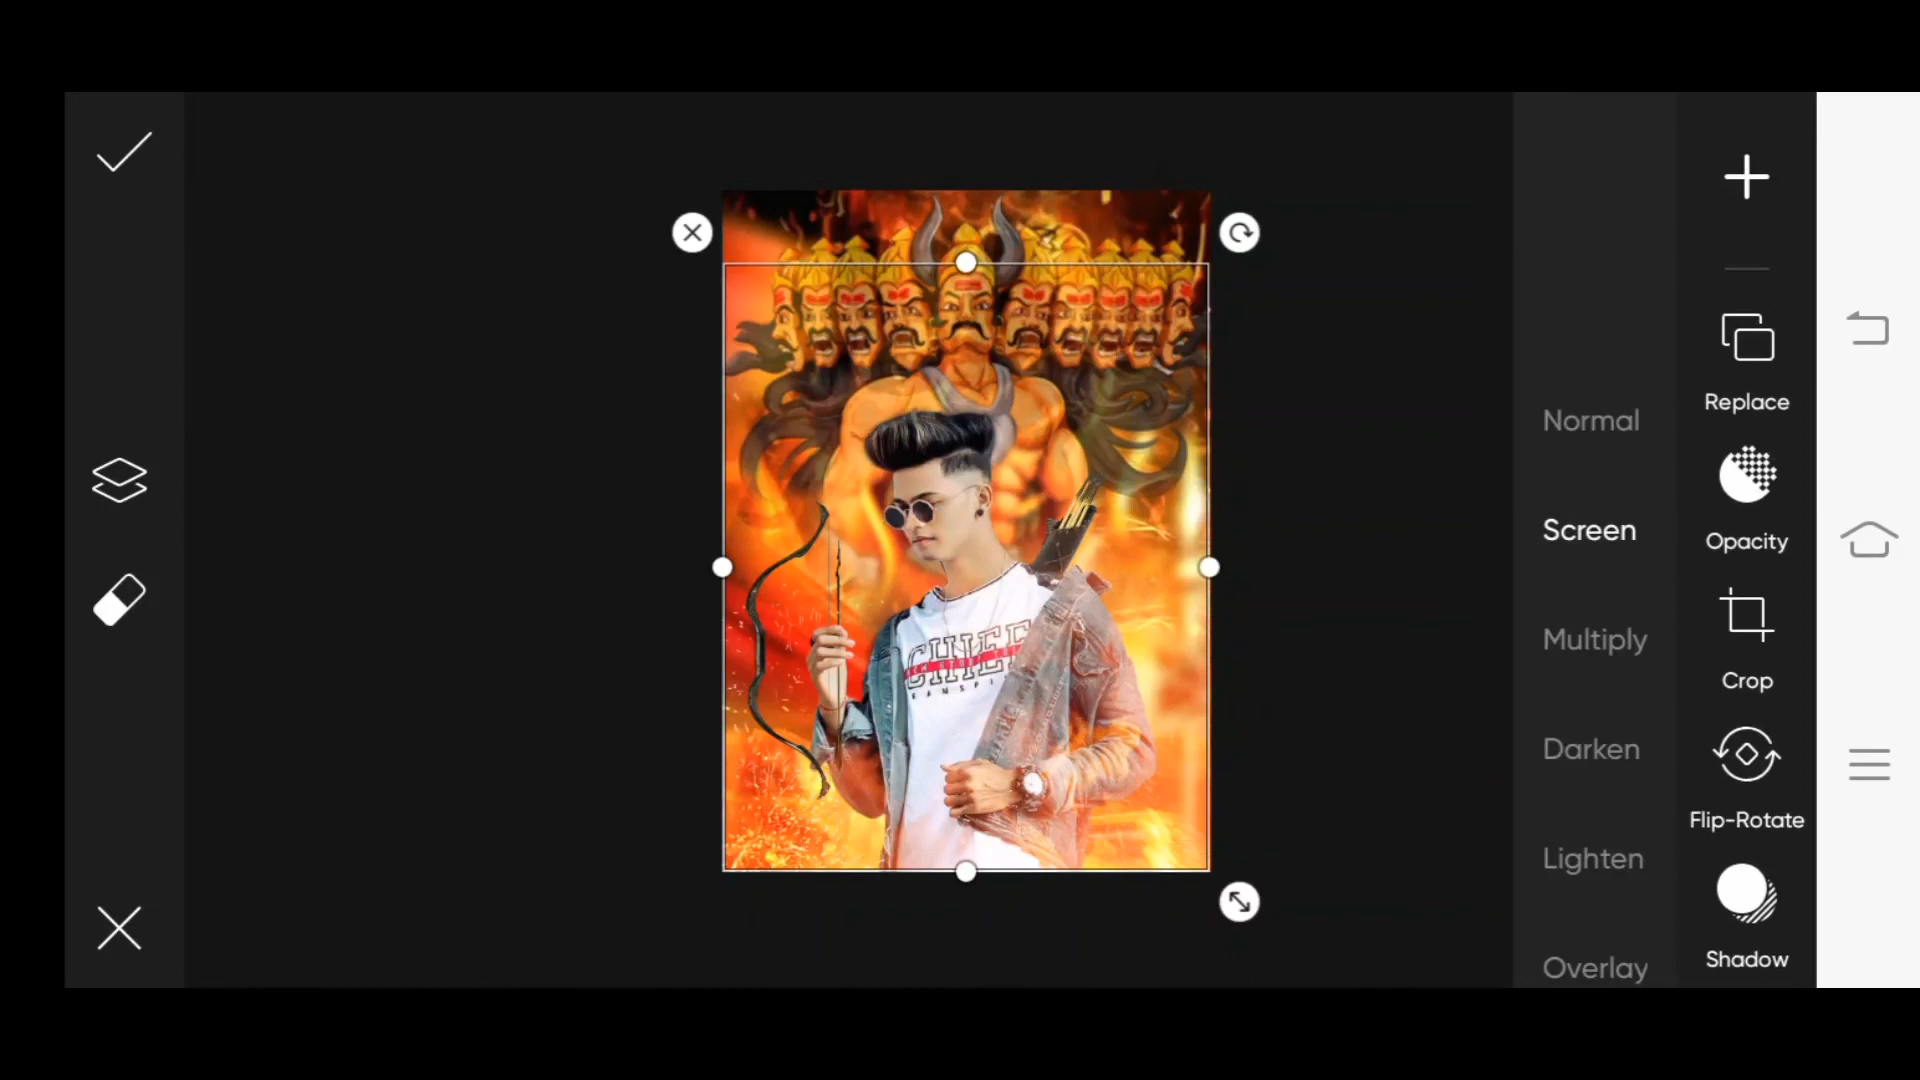 Normal
Screen
Multiply
Darken
Lighten
Overlay
Replace
Opacity
Crop
Flip-Rotate
Shadow
CHIEF